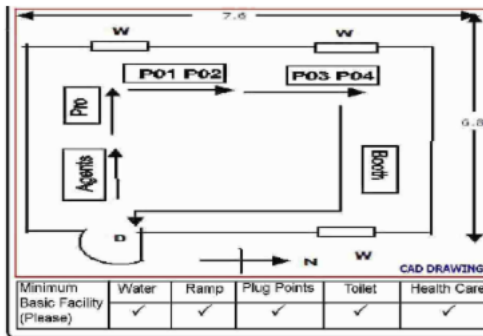 7.6
W W
P01 P02 P03 P04
Pro
6.8
Agents
Booth
D
N W
CAD DRAWING
Minimum Basic Facility (Please) Water Ramp Plug Points Toilet Health Care
✓ ✓ ✓ ✓ ✓